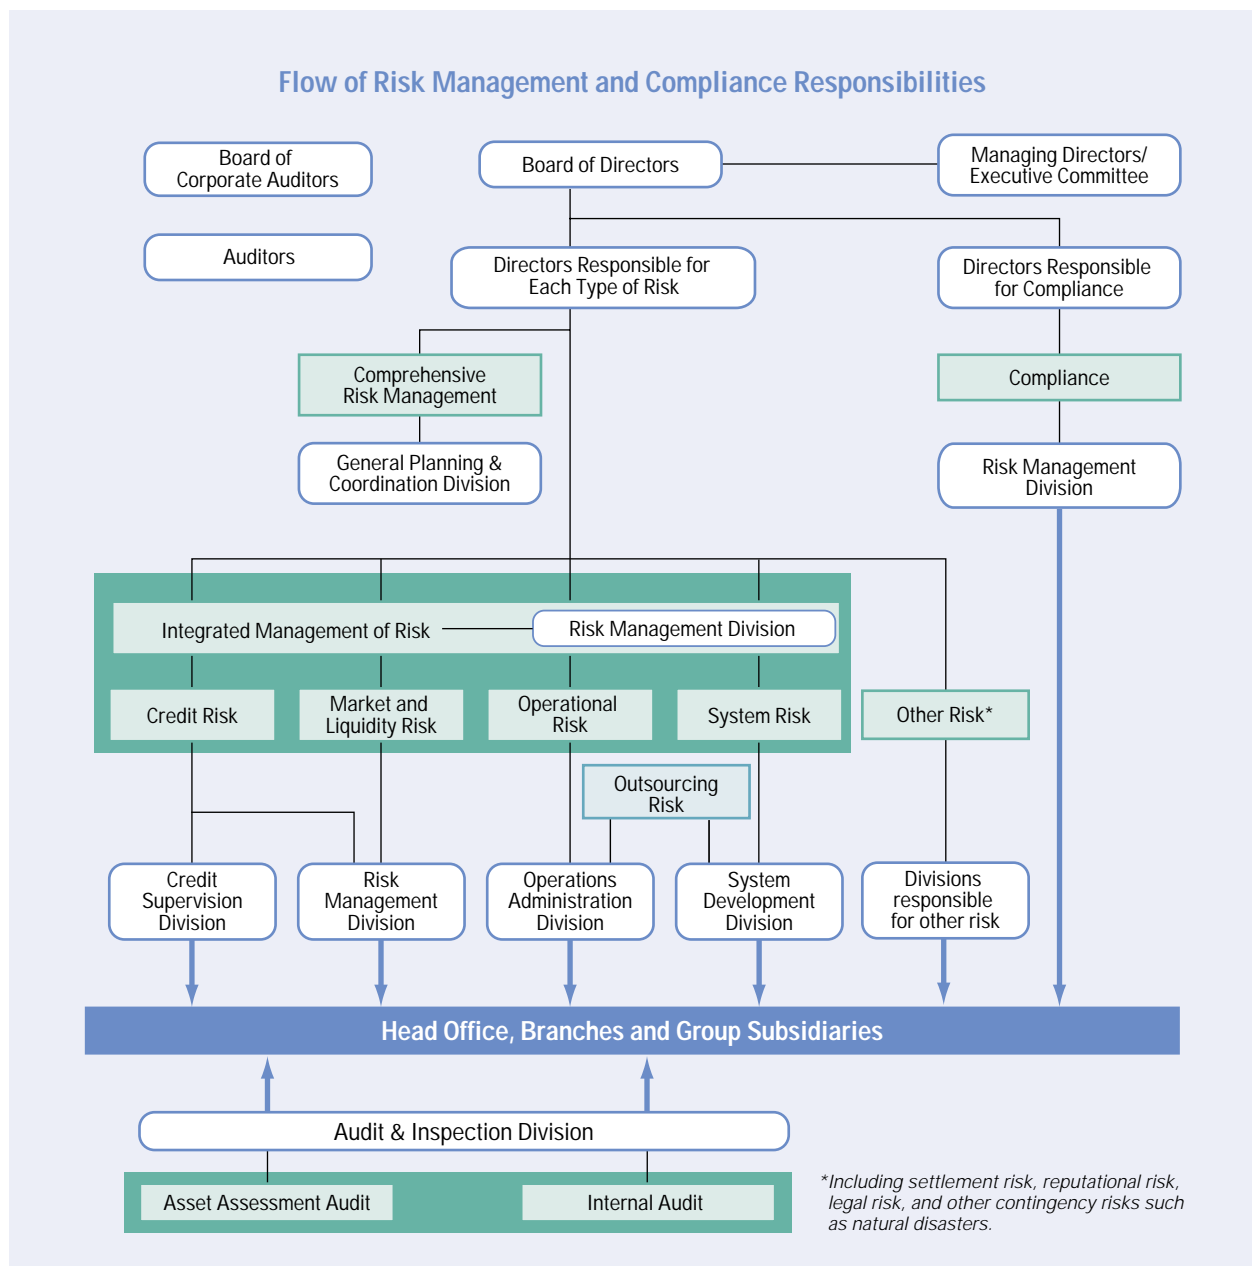 Flow of Risk Management and Compliance Responsibilities
Board of
Corporate Auditors
Board of Directors
Managing Directors/
Executive Committee
Auditors
Directors Responsible for
Each Type of Risk
Directors Responsible
for Compliance
Comprehensive
Risk Management
Compliance
General Planning &
Coordination Division
Risk Management
Division
Integrated Management of Risk
Risk Management Division
Credit Risk
Market and
Liquidity Risk
Operational
Risk
System Risk
Other Risk*
Outsourcing
Risk
Credit
Supervision
Division
Risk
Management
Division
Operations
Administration
Division
System
Development
Division
Divisions
responsible
for other risk
Head Office, Branches and Group Subsidiaries
Audit & Inspection Division
Asset Assessment Audit
Internal Audit
*Including settlement risk, reputational risk,
legal risk, and other contingency risks such
as natural disasters.